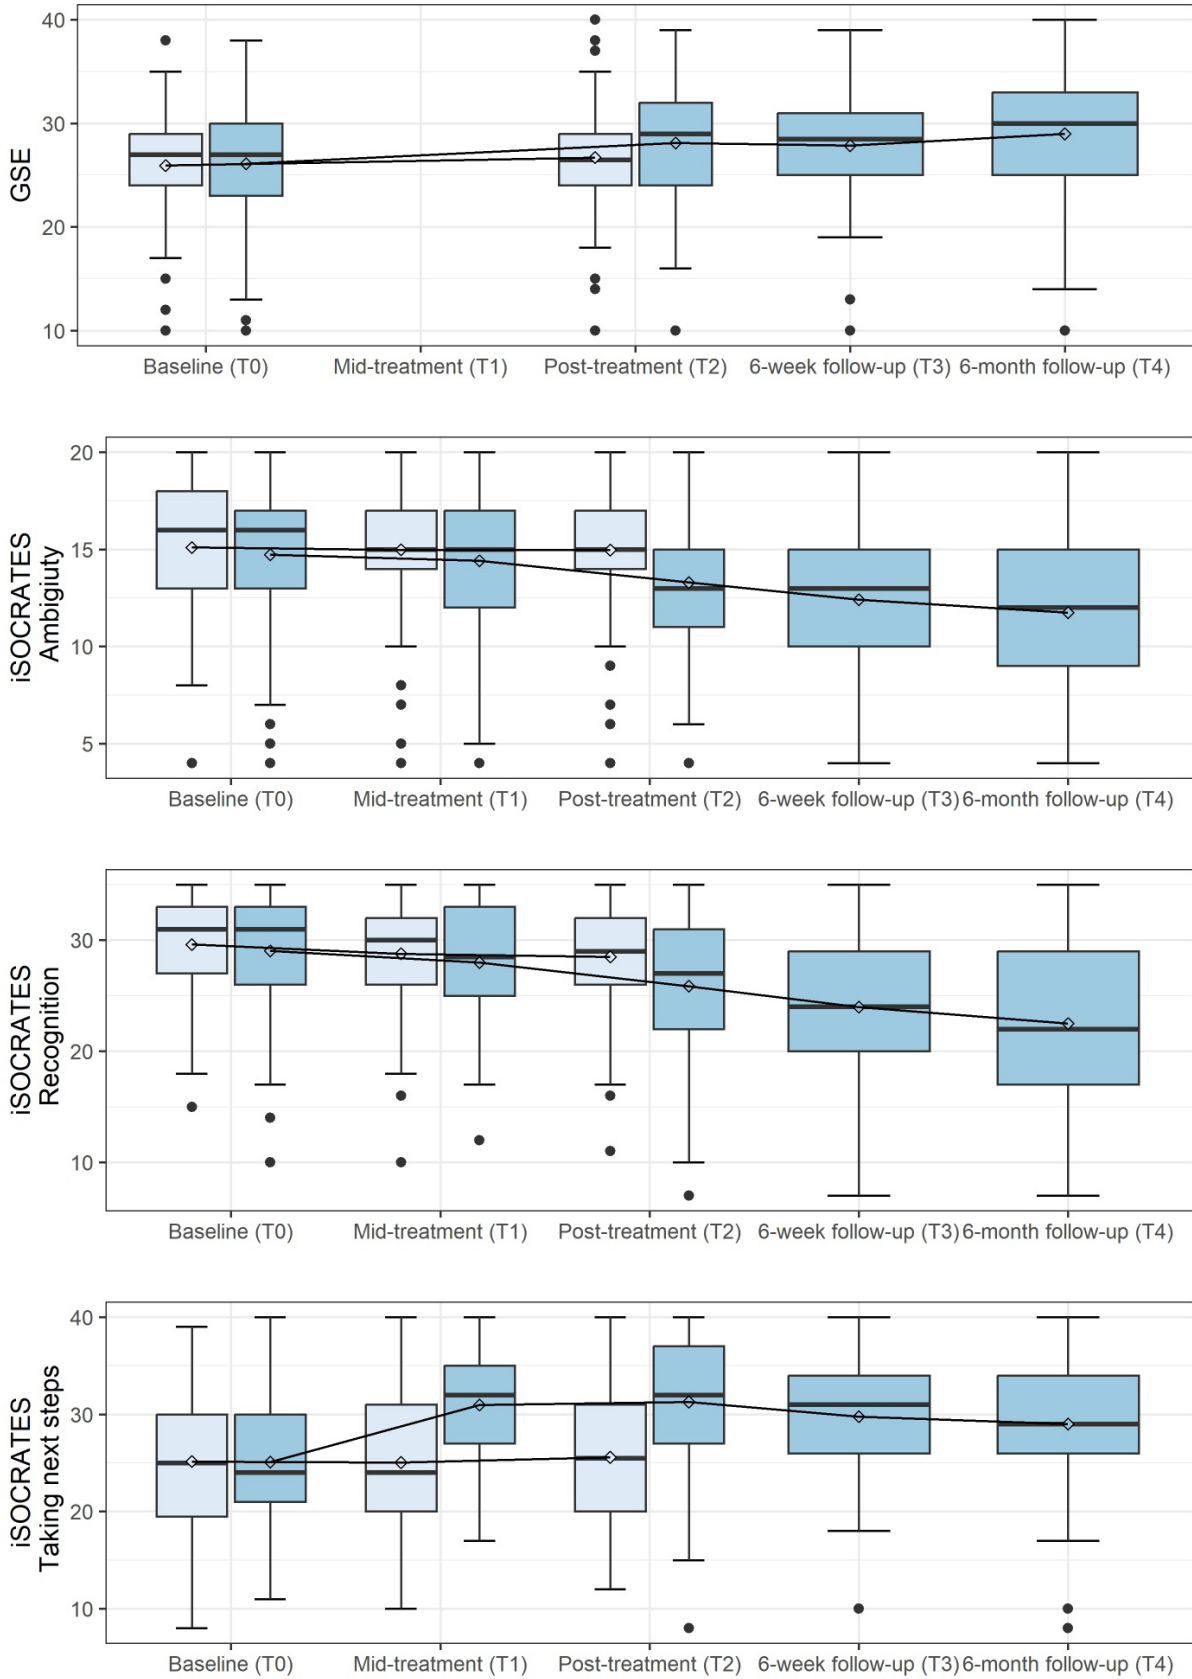 40
30
20
10
GSE
Baseline (T0) Mid-treatment (T1) Post-treatment (T2) 6-week follow-up (T3) 6-month follow-up (T4)
20
15
10
5
iSOCRATES
Ambigiuty
Baseline (T0) Mid-treatment (T1) Post-treatment (T2) 6-week follow-up (T3) 6-month follow-up (T4)
30
20
10
iSOCRATES
Recognition
Baseline (T0) Mid-treatment (T1) Post-treatment (T2) 6-week follow-up (T3) 6-month follow-up (T4)
40
30
20
10
iSOCRATES
Taking next steps
Baseline (T0) Mid-treatment (T1) Post-treatment (T2) 6-week follow-up (T3) 6-month follow-up (T4)